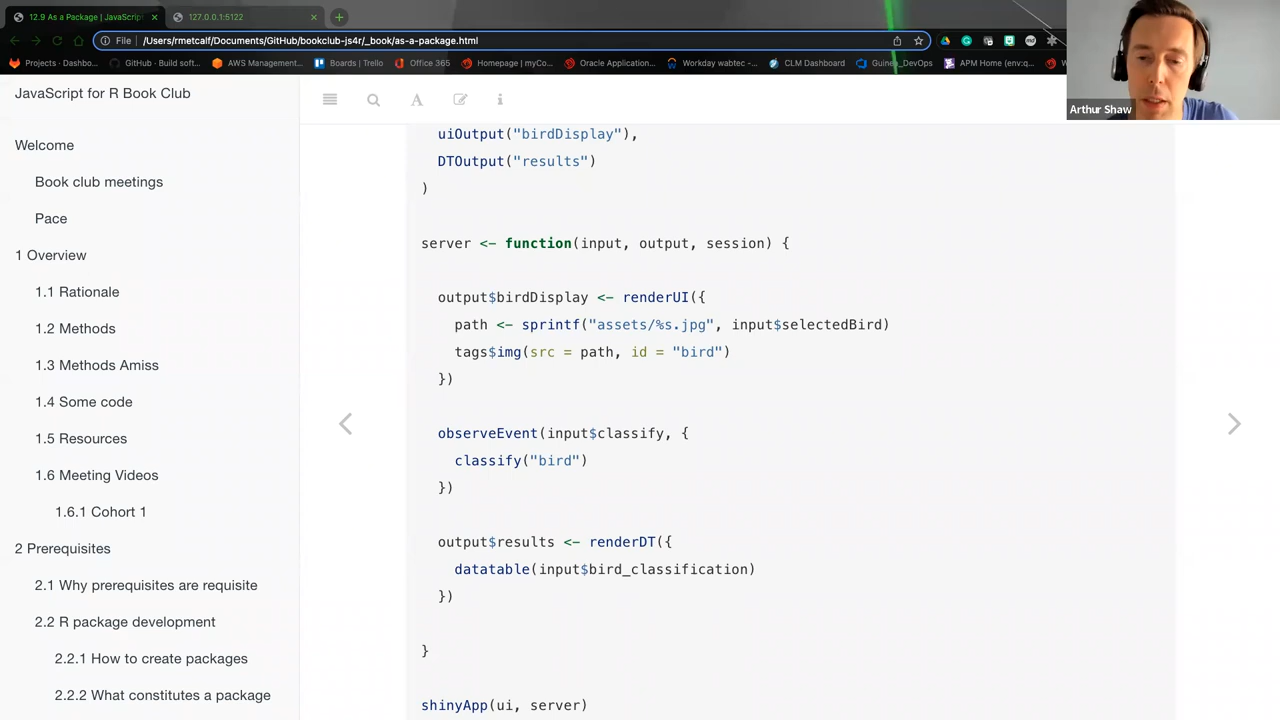 12.9 As a Package | JavaScrip
127.0.0.1:5122
File
/Users/rmetcalf/Documents/GitHub/bookclub-js4r/_book/as-a-package.html
Projects - Dashbo...
GitHub · Build soft...
AWS Management...
Boards | Trello
Office 365
Homepage | myCo...
Oracle Application...
Workday wabtec -...
CLM Dashboard
Guine_DevOps
APM Home (env:q...
Arthur Shaw
JavaScript for R Book Club
Welcome
Book club meetings
Pace
1 Overview
1.1 Rationale
1.2 Methods
1.3 Methods Amiss
1.4 Some code
1.5 Resources
1.6 Meeting Videos
1.6.1 Cohort 1
2 Prerequisites
2.1 Why prerequisites are requisite
2.2 R package development
2.2.1 How to create packages
2.2.2 What constitutes a package
uiOutput("birdDisplay"),
DTOutput("results")
)
server <- function(input, output, session) {
output$birdDisplay <- renderUI({
path <- sprintf("assets/%s.jpg", input$selectedBird)
tags$img(src = path, id = "bird")
})
observeEvent(input$classify, {
classify("bird")
})
output$results <- renderDT({
datatable(input$bird_classification)
})
}
shinyApp(ui, server)